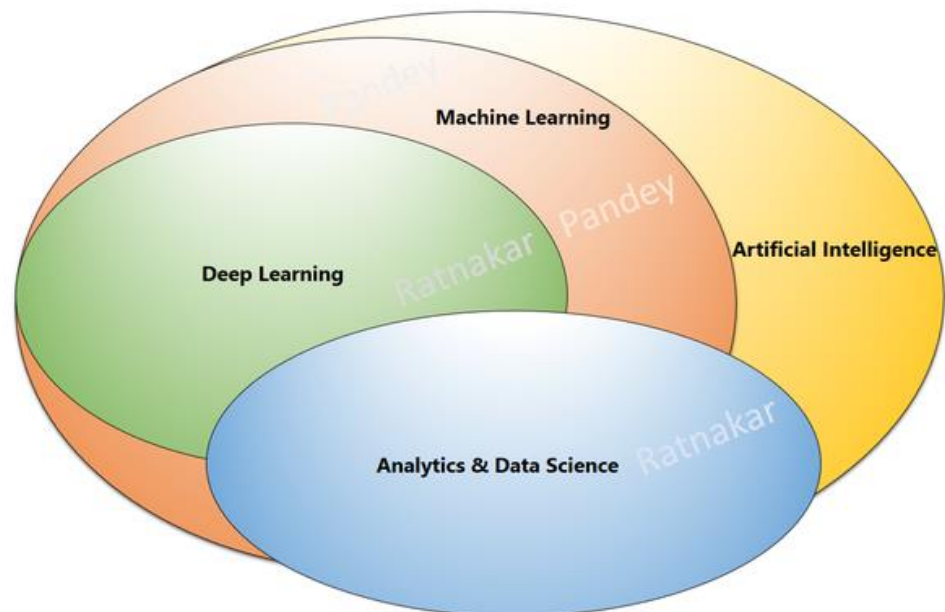 Pandey
Machine Learning
Ratnakar Pandey
Artificial Intelligence
Deep Learning
Ratnakar
Analytics & Data Science